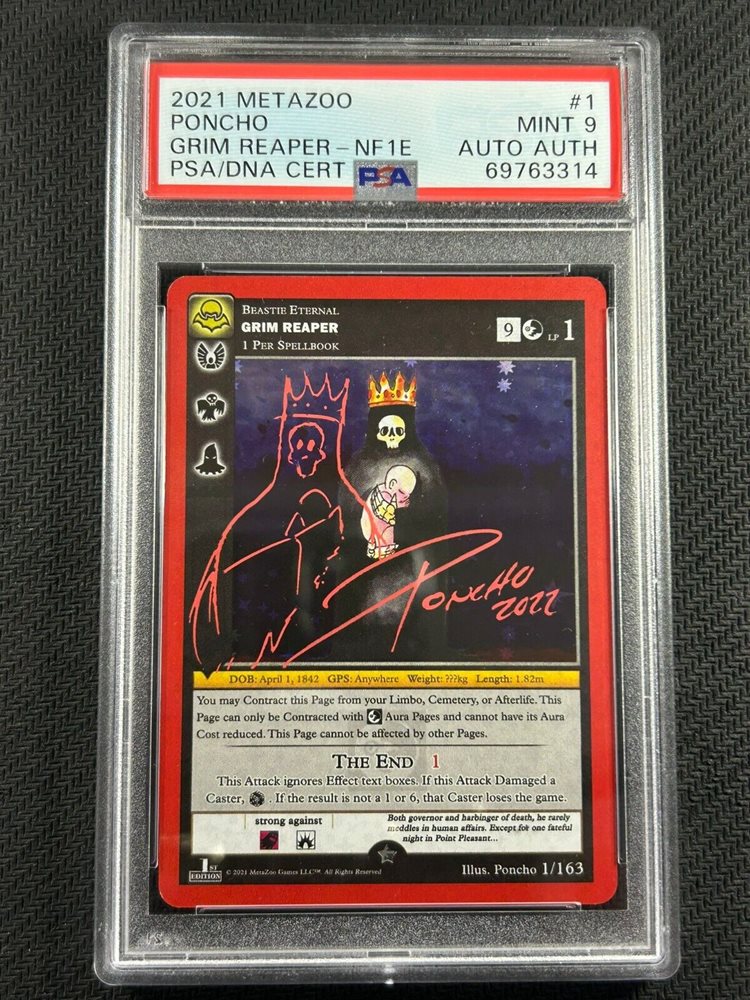 2021 METAZOO #1
PONCHO MINT 9
GRIM REAPER - NF1E AUTO AUTH
PSA/DNA CERT PSA 69763314
BEASTIE ETERNAL
GRIM REAPER
1 PER SPELLBOOK
9 LP 1
PONCHO
2022
DOB: April 1, 1842 GPS: Anywhere Weight: ???kg Length: 1.82m
You may Contract this Page from your Limbo, Cemetery, or Afterlife. This
Page can only be Contracted with Aura Pages and cannot have its Aura
Cost reduced. This Page cannot be affected by other Pages.
THE END 1
This Attack ignores Effect text boxes. If this Attack Damaged a
Caster, . If the result is not a 1 or 6, that Caster loses the game.
strong against
Both governor and harbinger of death, he rarely
meddles in human affairs. Except for one fateful
night in Point Pleasant...
1ST
EDITION
© 2021 MetaZoo Games LLC™ All Rights Reserved
Illus. Poncho 1/163